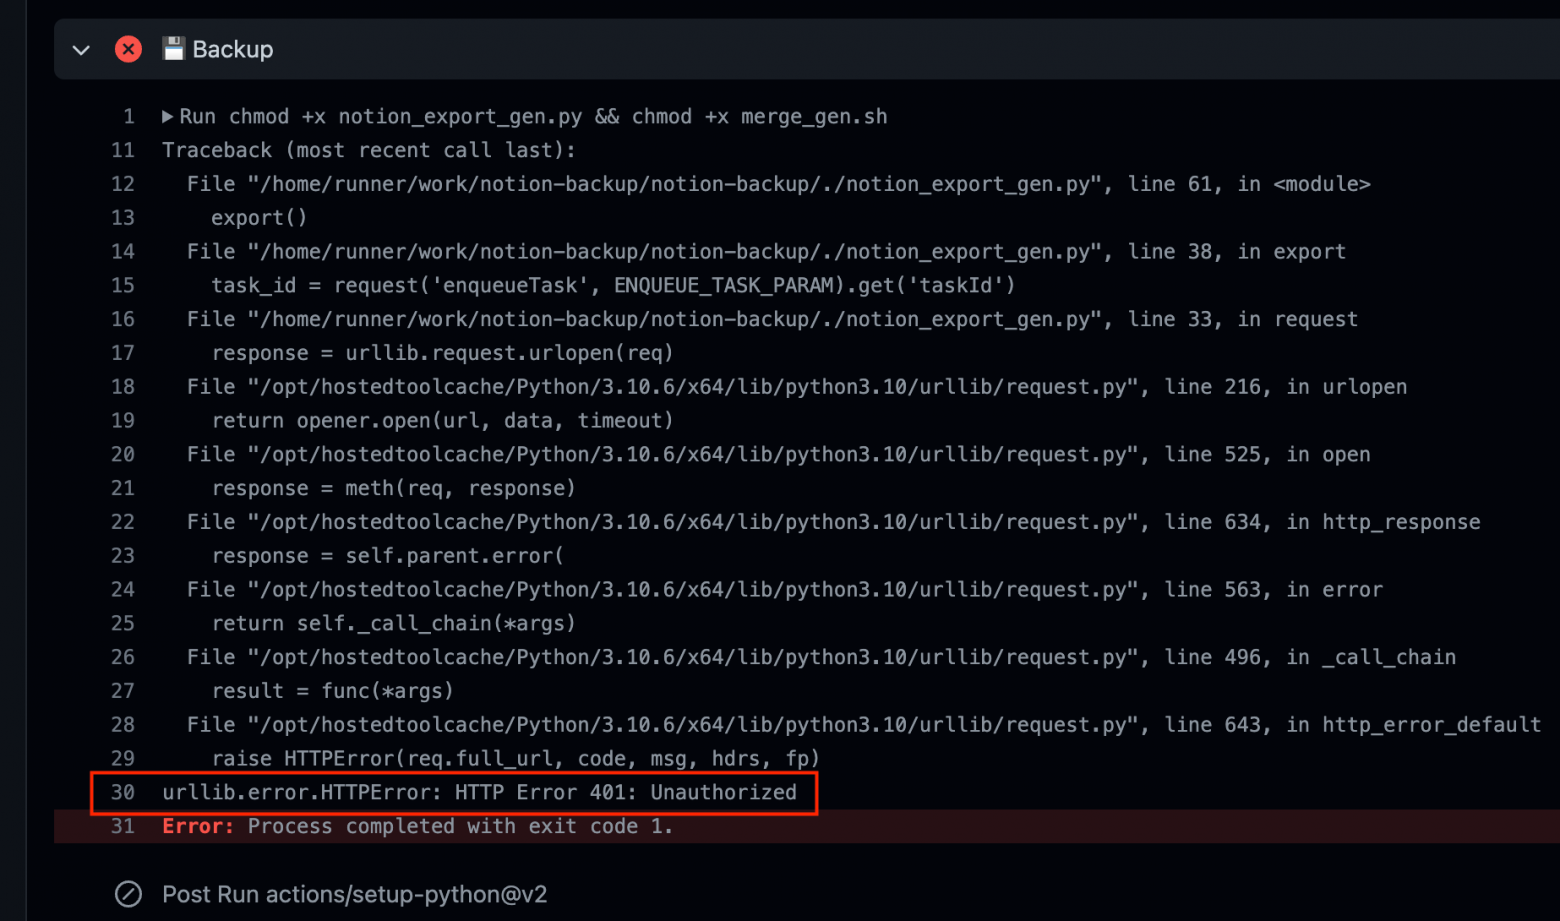 💾 Backup
1 ▶ Run chmod +x notion_export_gen.py && chmod +x merge_gen.sh
11 Traceback (most recent call last):
12 File "/home/runner/work/notion-backup/notion-backup/./notion_export_gen.py", line 61, in <module>
13 export()
14 File "/home/runner/work/notion-backup/notion-backup/./notion_export_gen.py", line 38, in export
15 task_id = request('enqueueTask', ENQUEUE_TASK_PARAM).get('taskId')
16 File "/home/runner/work/notion-backup/notion-backup/./notion_export_gen.py", line 33, in request
17 response = urllib.request.urlopen(req)
18 File "/opt/hostedtoolcache/Python/3.10.6/x64/lib/python3.10/urllib/request.py", line 216, in urlopen
19 return opener.open(url, data, timeout)
20 File "/opt/hostedtoolcache/Python/3.10.6/x64/lib/python3.10/urllib/request.py", line 525, in open
21 response = meth(req, response)
22 File "/opt/hostedtoolcache/Python/3.10.6/x64/lib/python3.10/urllib/request.py", line 634, in http_response
23 response = self.parent.error(
24 File "/opt/hostedtoolcache/Python/3.10.6/x64/lib/python3.10/urllib/request.py", line 563, in error
25 return self._call_chain(*args)
26 File "/opt/hostedtoolcache/Python/3.10.6/x64/lib/python3.10/urllib/request.py", line 496, in _call_chain
27 result = func(*args)
28 File "/opt/hostedtoolcache/Python/3.10.6/x64/lib/python3.10/urllib/request.py", line 643, in http_error_default
29 raise HTTPError(req.full_url, code, msg, hdrs, fp)
30 urllib.error.HTTPError: HTTP Error 401: Unauthorized
31 Error: Process completed with exit code 1.
Post Run actions/setup-python@v2